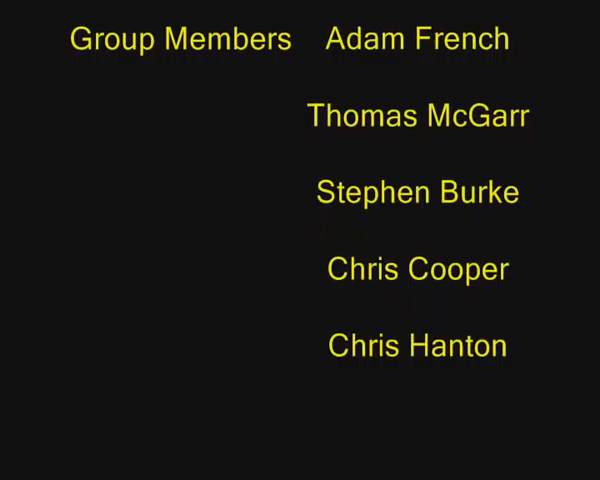 Group Members Adam French
Thomas McGarr
Stephen Burke
Chris Cooper
Chris Hanton